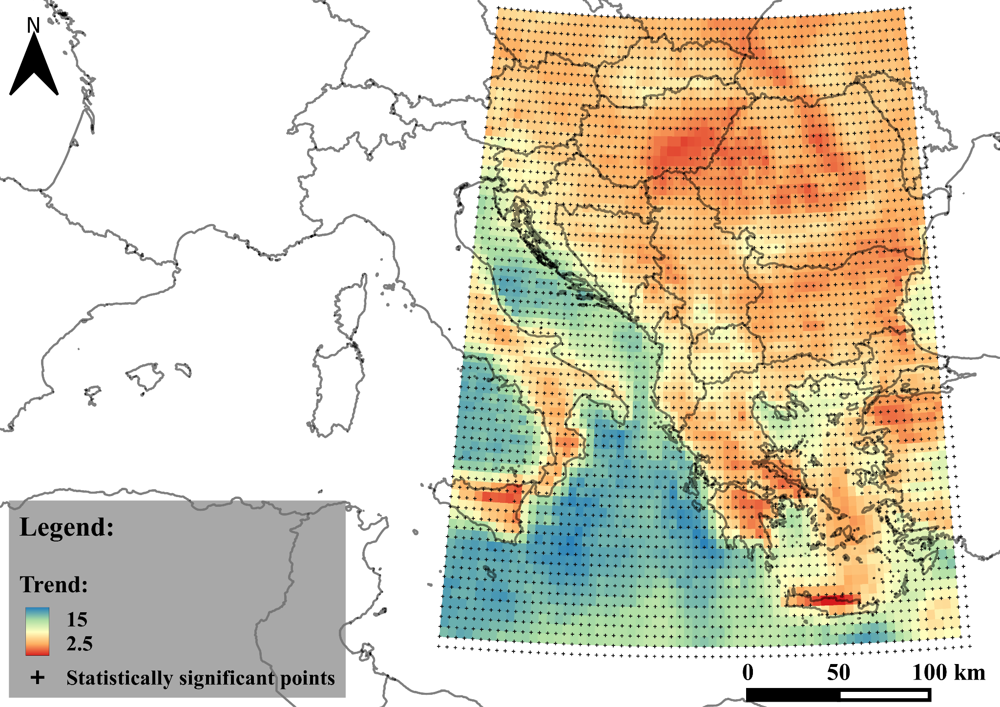 N
Legend:
Trend:
15
2.5
+ Statistically significant points
0 50 100 km